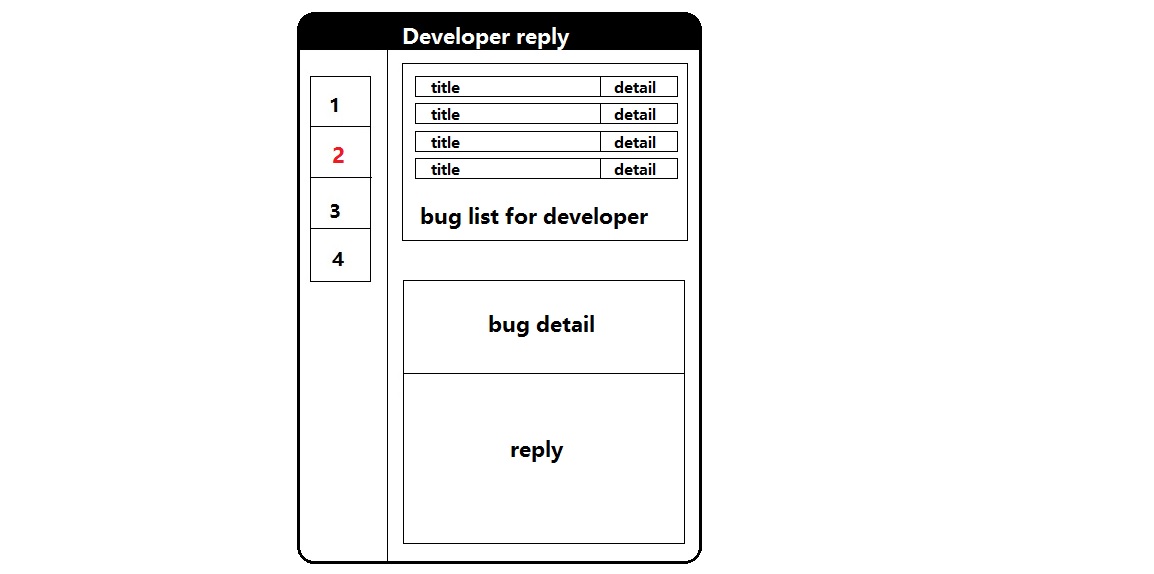 Developer reply
1
2
3
4
title detail
title detail
title detail
title detail
bug list for developer
bug detail
reply